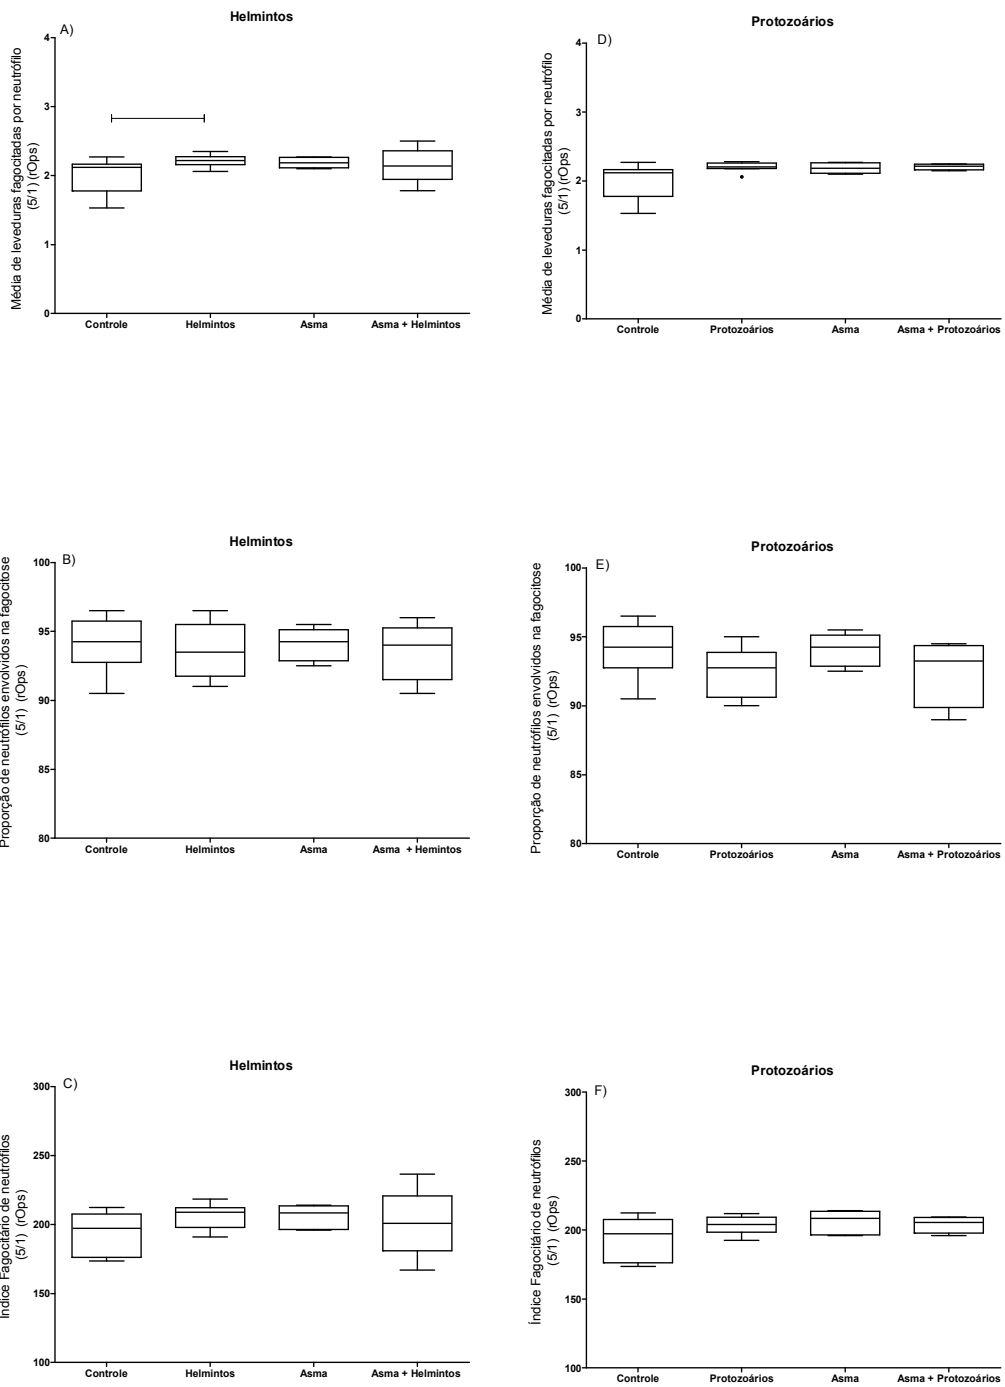 Helmintos
A)
Média de leveduras fagocitadas por neutrófilo
(5/1) (rOps)
4
3
2
1
0
Controle Helmintos Asma Asma + Helmintos
Protozoários
D)
Média de leveduras fagocitadas por neutrófilo
(5/1) (rOps)
4
3
2
1
0
Controle Protozoários Asma Asma + Protozoários
Helmintos
B)
Proporção de neutrófilos envolvidos na fagocitose
(5/1) (rOps)
100
95
90
85
80
Controle Helmintos Asma Asma + Hemintos
Protozoários
E)
Proporção de neutrófilos envolvidos na fagocitose
(5/1) (rOps)
100
95
90
85
80
Controle Protozoários Asma Asma + Protozoários
Helmintos
C)
Índice Fagocitário de neutrófilos
(5/1) (rOps)
300
250
200
150
100
Controle Helmintos Asma Asma + Helmintos
Protozoários
F)
Índice Fagocitário de neutrófilos
(5/1) (rOps)
300
250
200
150
100
Controle Protozoários Asma Asma + Protozoários